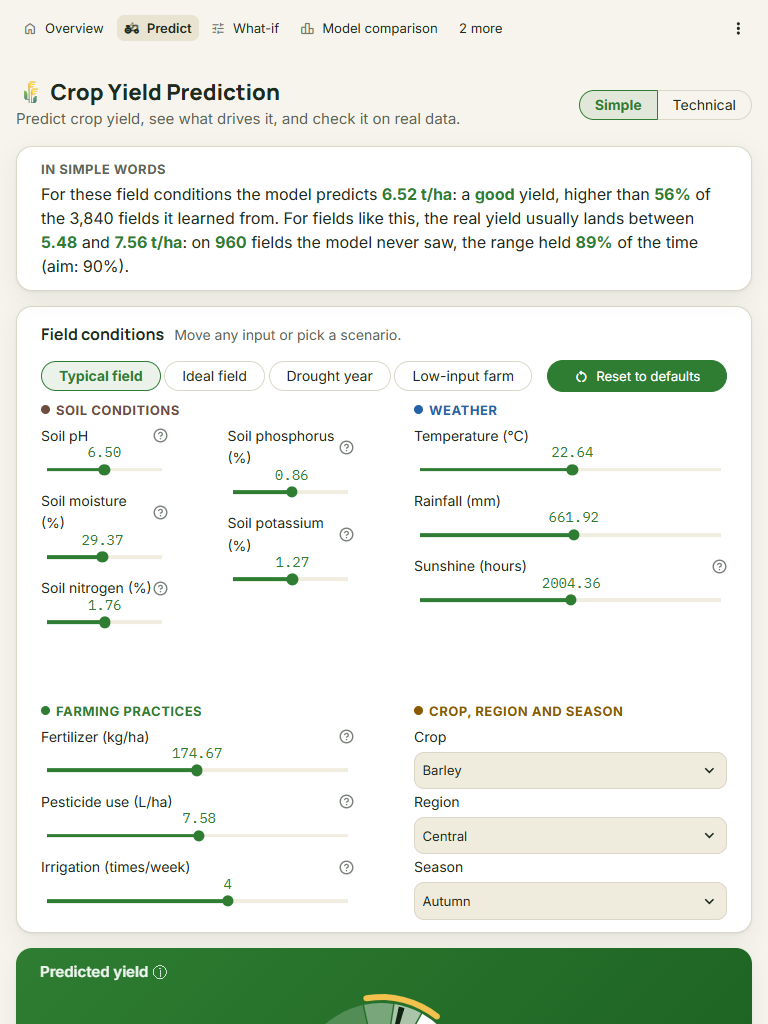 Overview Predict What-if Model comparison 2 more
Crop Yield Prediction
Predict crop yield, see what drives it, and check it on real data.
Simple Technical
IN SIMPLE WORDS
For these field conditions the model predicts 6.52 t/ha: a good yield, higher than 56% of
the 3,840 fields it learned from. For fields like this, the real yield usually lands between
5.48 and 7.56 t/ha: on 960 fields the model never saw, the range held 89% of the time
(aim: 90%).
Field conditions Move any input or pick a scenario.
Typical field Ideal field Drought year Low-input farm Reset to defaults
SOIL CONDITIONS
Soil pH
6.50
Soil moisture
(%)
29.37
Soil nitrogen (%)
1.76
Soil phosphorus
(%)
0.86
Soil potassium
(%)
1.27
WEATHER
Temperature (°C)
22.64
Rainfall (mm)
661.92
Sunshine (hours)
2004.36
FARMING PRACTICES
Fertilizer (kg/ha)
174.67
Pesticide use (L/ha)
7.58
Irrigation (times/week)
4
CROP, REGION AND SEASON
Crop
Barley
Region
Central
Season
Autumn
Predicted yield